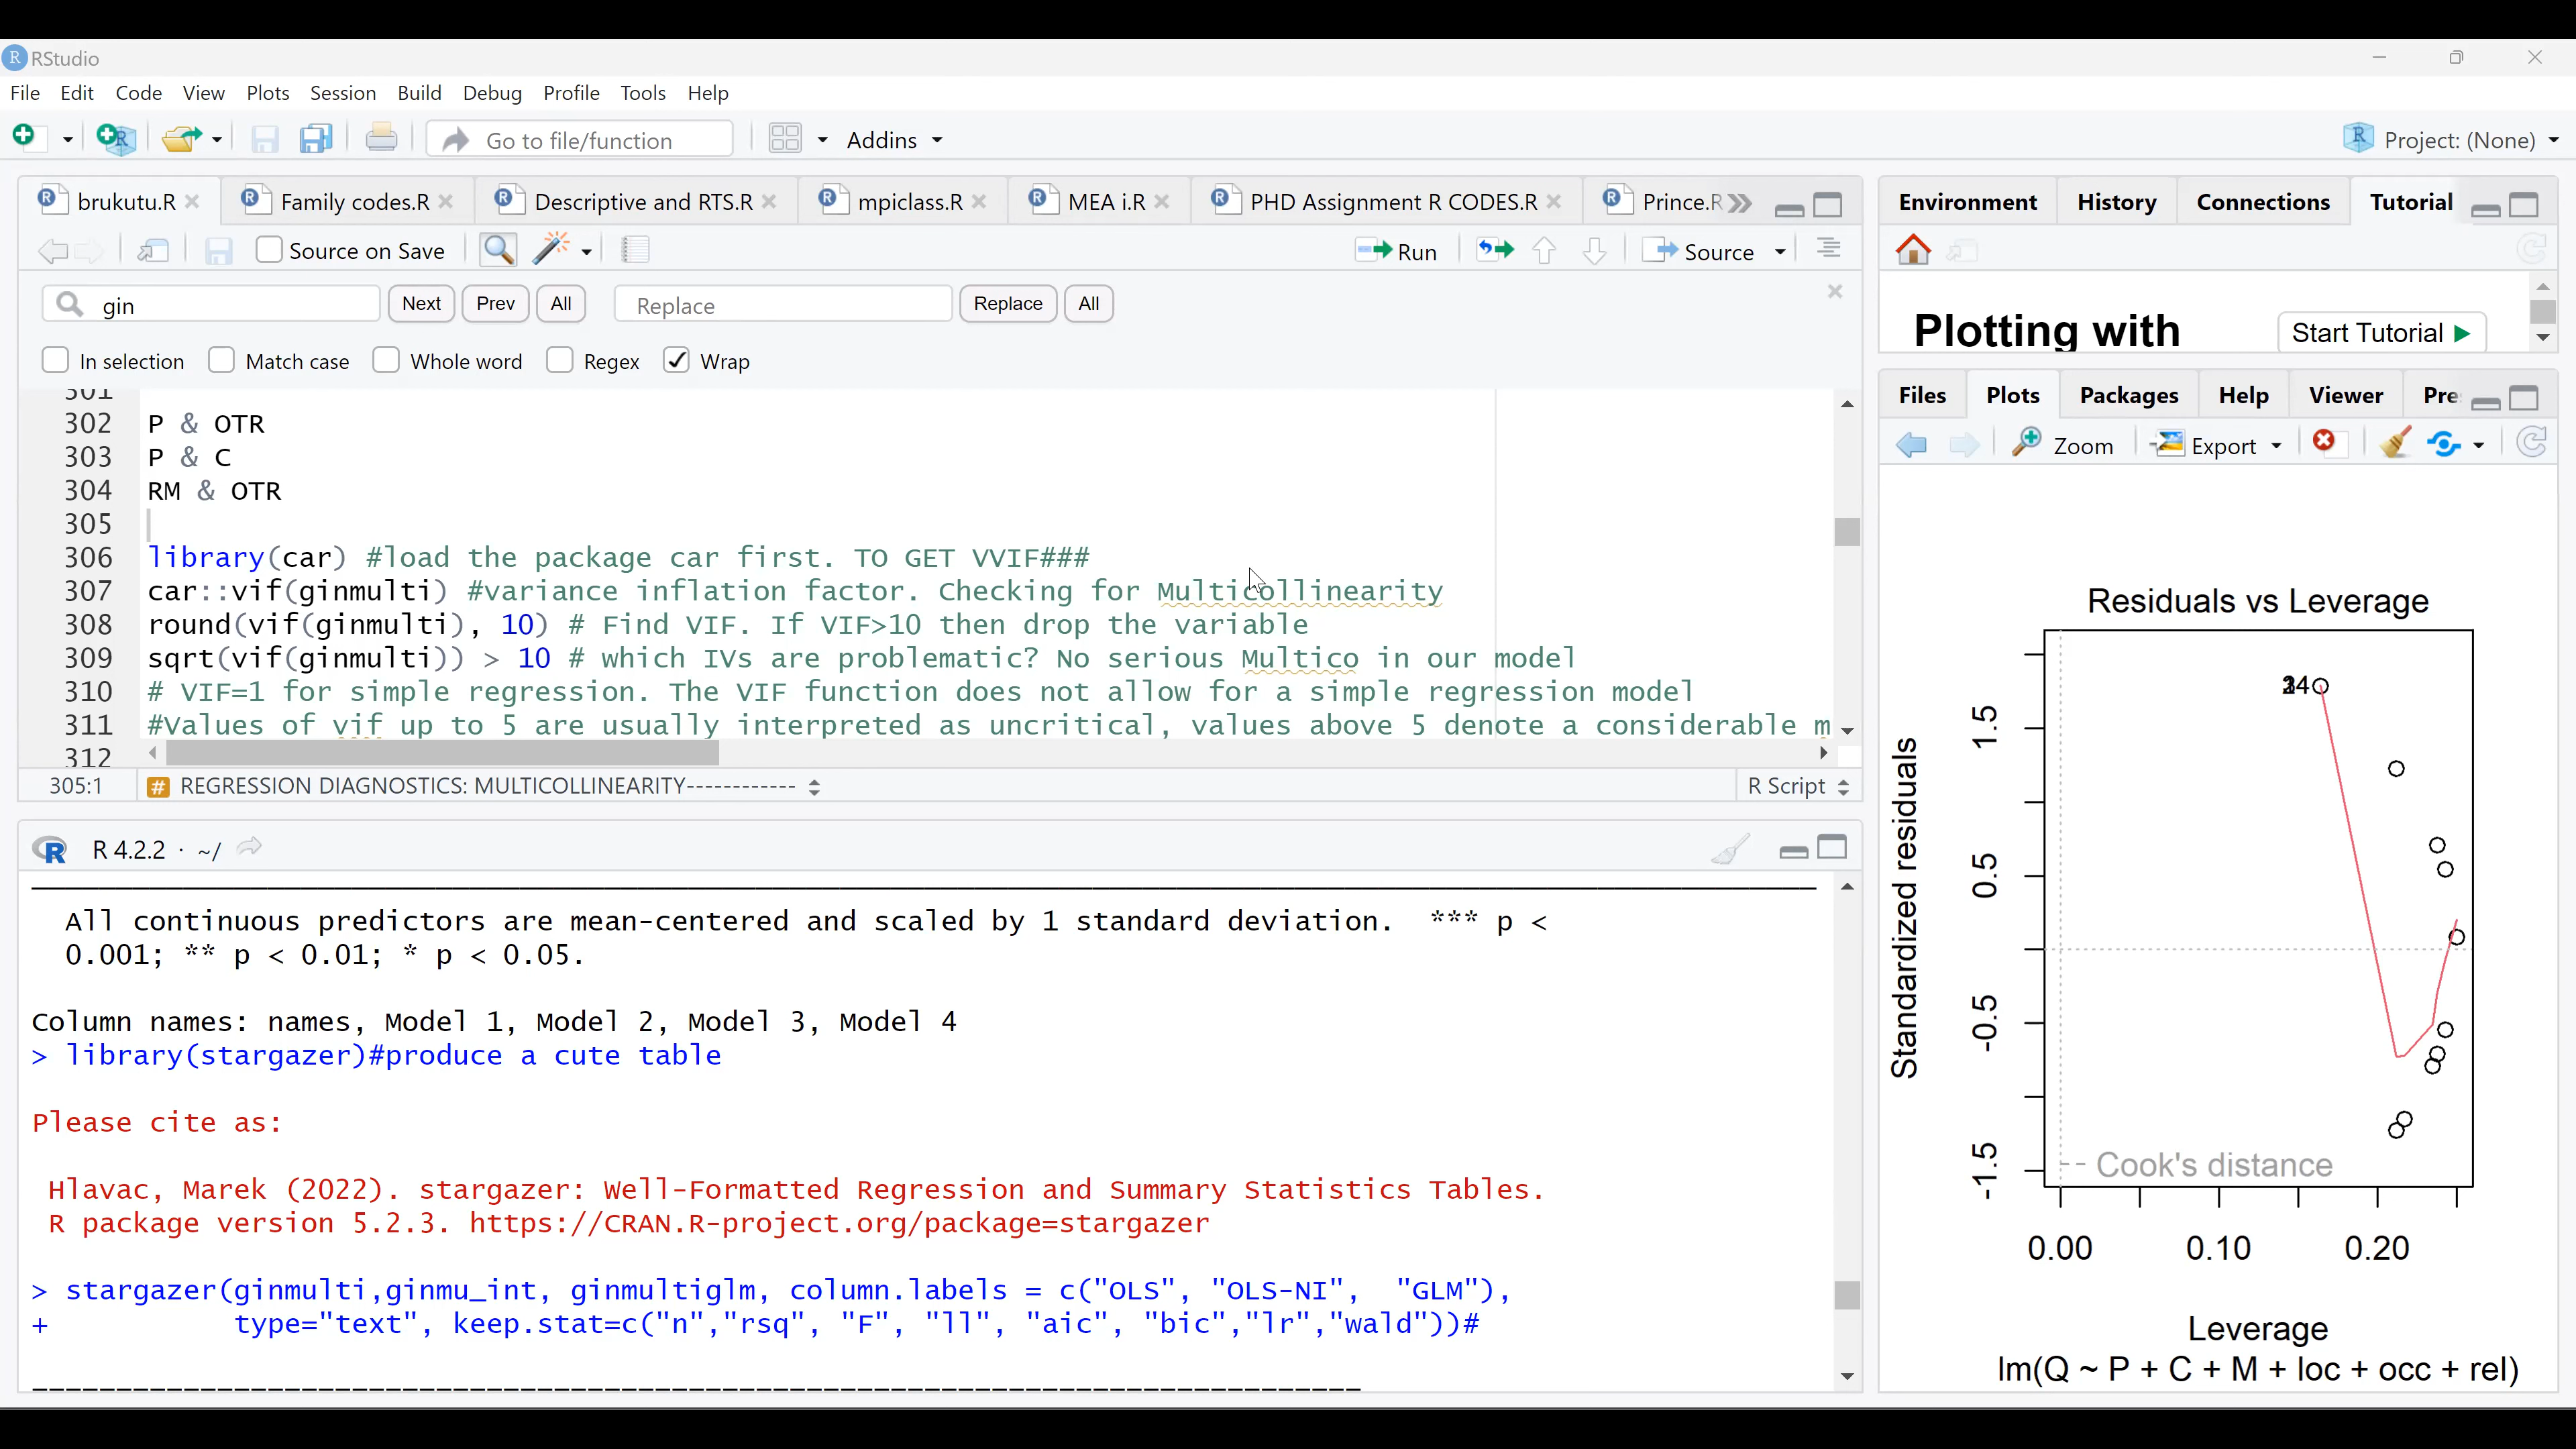 RStudio
File Edit Code View Plots Session Build Debug Profile Tools Help
Go to file/function Addins Project: (None)
brukutu.R Family codes.R Descriptive and RTS.R mpiclass.R MEA i.R PHD Assignment R CODES.R Prince.R
Source on Save Run Source
gin Next Prev All Replace Replace All
In selection Match case Whole word Regex Wrap
301
302 P & OTR
303 P & C
304 RM & OTR
305
306 library(car) #load the package car first. TO GET VVIF###
307 car::vif(ginmulti) #variance inflation factor. Checking for Multicollinearity
308 round(vif(ginmulti), 10) # Find VIF. If VIF>10 then drop the variable
309 sqrt(vif(ginmulti)) > 10 # which IVs are problematic? No serious Multico in our model
310 # VIF=1 for simple regression. The VIF function does not allow for a simple regression model
311 #Values of vif up to 5 are usually interpreted as uncritical, values above 5 denote a considerable m
312
305:1 # REGRESSION DIAGNOSTICS: MULTICOLLINEARITY------------ R Script
R 4.2.2 · ~/
All continuous predictors are mean-centered and scaled by 1 standard deviation. *** p <
0.001; ** p < 0.01; * p < 0.05.
Column names: names, Model 1, Model 2, Model 3, Model 4
> library(stargazer)#produce a cute table
Please cite as:
Hlavac, Marek (2022). stargazer: Well-Formatted Regression and Summary Statistics Tables.
R package version 5.2.3. https://CRAN.R-project.org/package=stargazer
> stargazer(ginmulti,ginmu_int, ginmultiglm, column.labels = c("OLS", "OLS-NI", "GLM"),
+ type="text", keep.stat=c("n","rsq", "F", "ll", "aic", "bic","lr","wald"))#
Environment History Connections Tutorial
Plotting with Start Tutorial
Files Plots Packages Help Viewer Pre
Zoom Export
Residuals vs Leverage
Standardized residuals
1.5
0.5
-0.5
-1.5
Cook's distance
0.00 0.10 0.20
Leverage
lm(Q ~ P + C + M + loc + occ + rel)